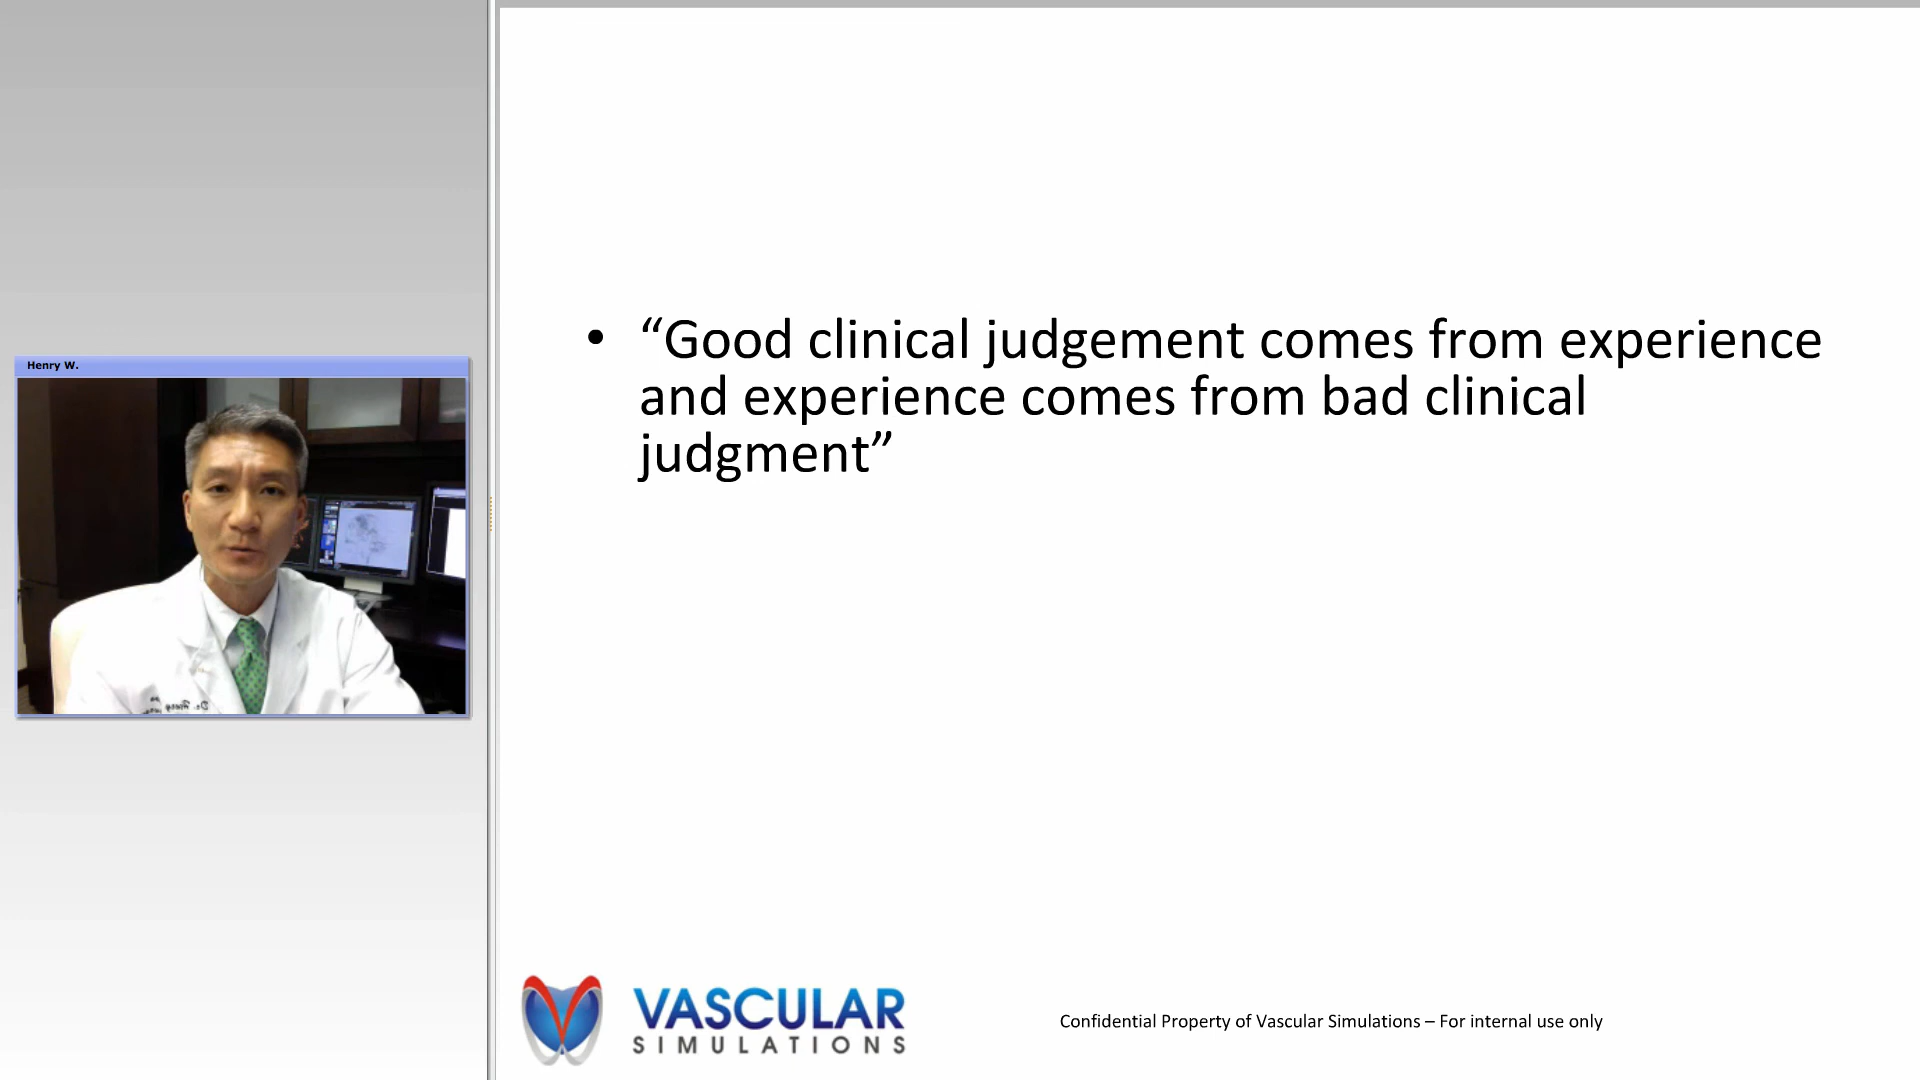 Henry W.
• “Good clinical judgement comes from experience
and experience comes from bad clinical
judgment”
VASCULAR
SIMULATIONS
Confidential Property of Vascular Simulations – For internal use only